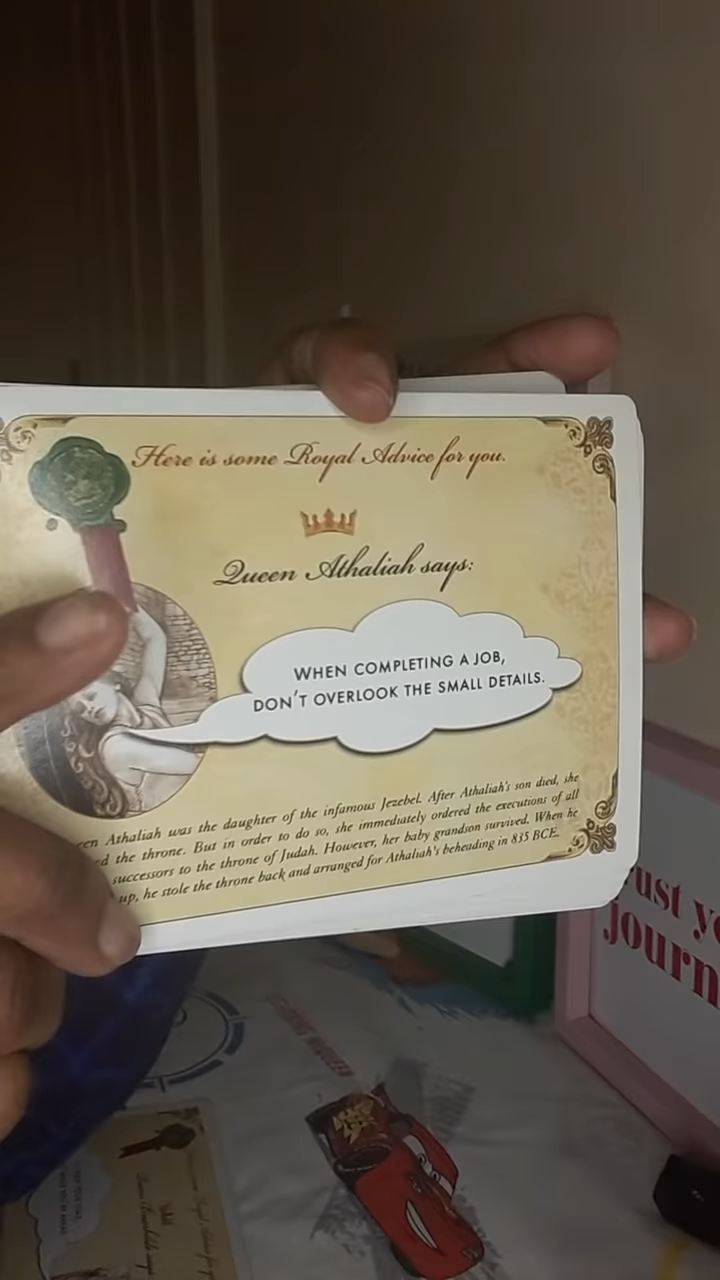 Here is some Royal Advice for you.
Queen Athaliah says:
WHEN COMPLETING A JOB,
DON'T OVERLOOK THE SMALL DETAILS.
Athaliah was the daughter of the infamous Jezebel. After Athaliah's son died, she
the throne. But in order to do so, she immediately ordered the executions of all
successors to the throne of Judah. However, her baby grandson survived. When he
up, he stole the throne back and arranged for Athaliah's beheading in 835 BCE.